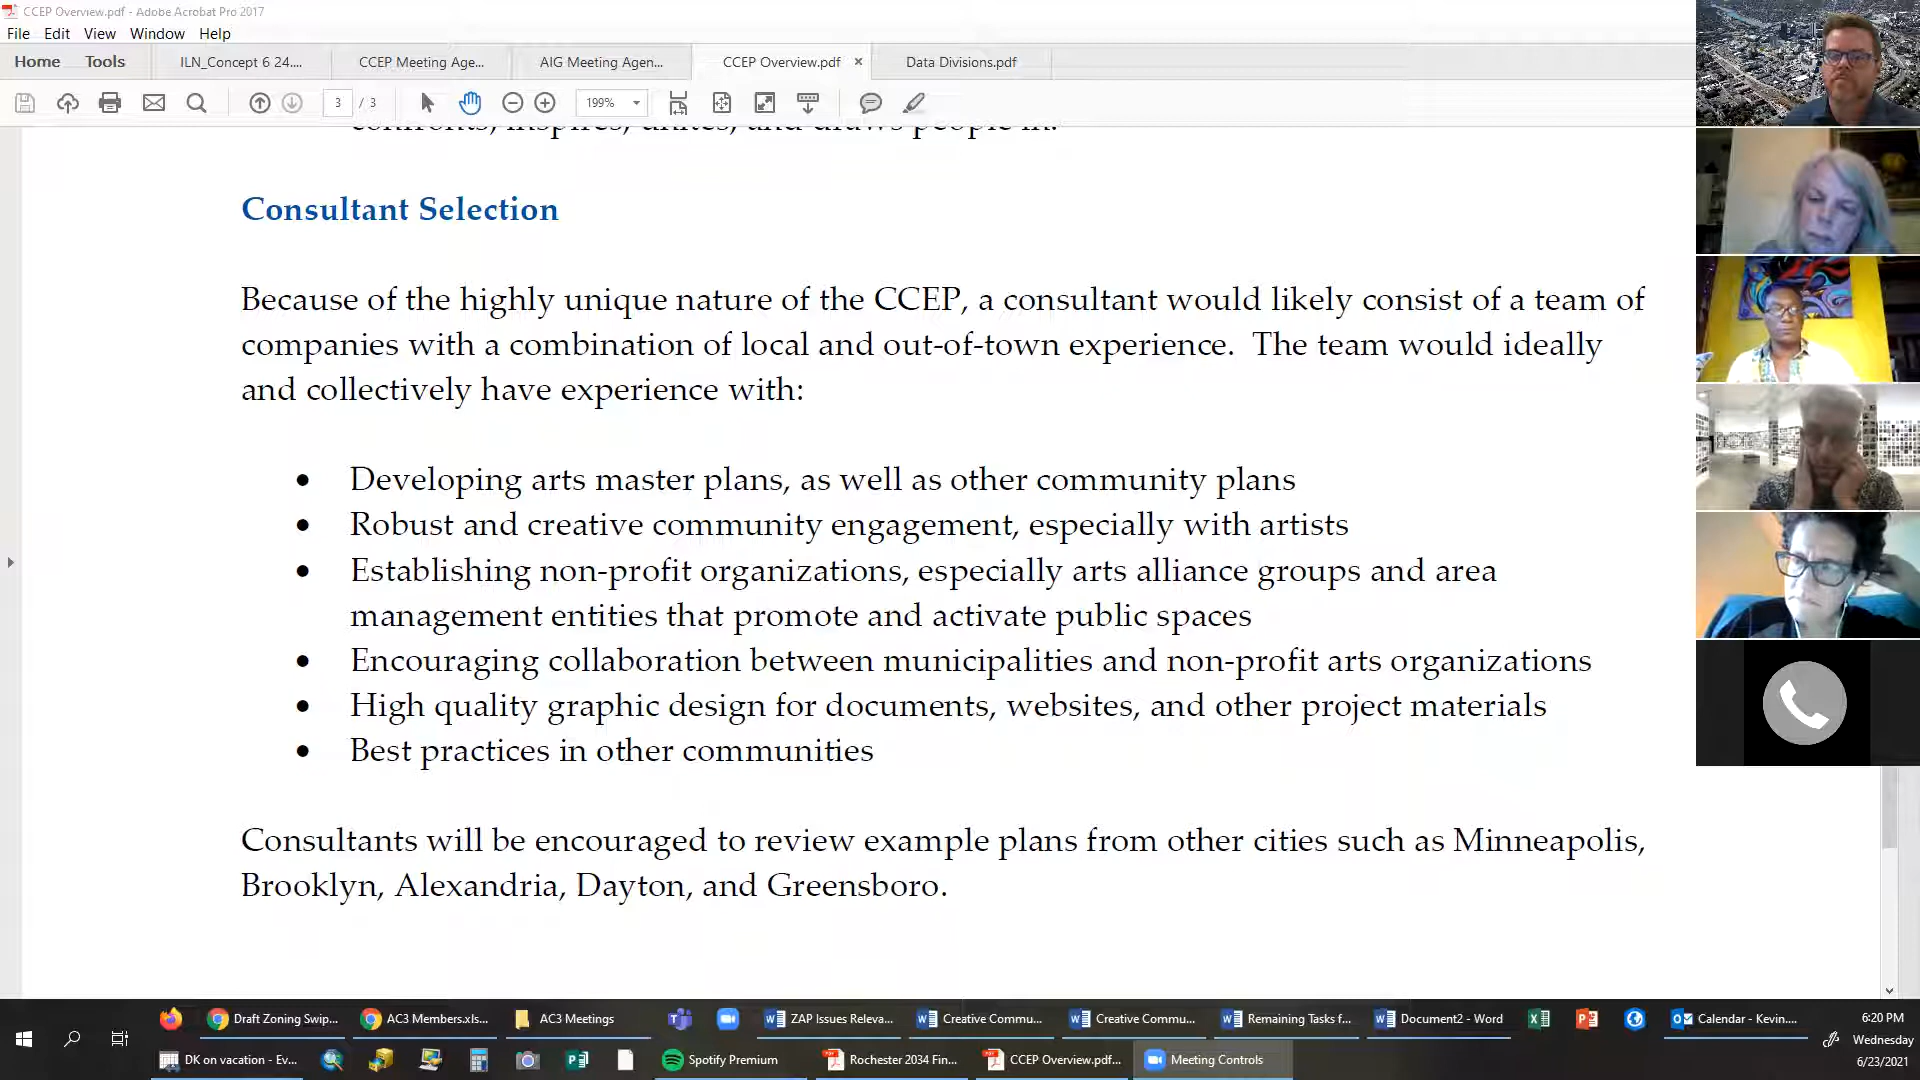 CCEP Overview.pdf - Adobe Acrobat Pro 2017
File Edit View Window Help
Home Tools ILN_Concept 6 24.... CCEP Meeting Age... AIG Meeting Agen... CCEP Overview.pdf × Data Divisions.pdf
3 / 3 199%
confronts, inspires, unites, and draws people in.
Consultant Selection
Because of the highly unique nature of the CCEP, a consultant would likely consist of a team of
companies with a combination of local and out-of-town experience. The team would ideally
and collectively have experience with:
• Developing arts master plans, as well as other community plans
• Robust and creative community engagement, especially with artists
• Establishing non-profit organizations, especially arts alliance groups and area
management entities that promote and activate public spaces
• Encouraging collaboration between municipalities and non-profit arts organizations
• High quality graphic design for documents, websites, and other project materials
• Best practices in other communities
Consultants will be encouraged to review example plans from other cities such as Minneapolis,
Brooklyn, Alexandria, Dayton, and Greensboro.
Draft Zoning Swip... AC3 Members.xls... AC3 Meetings ZAP Issues Releva... Creative Commu... Creative Commu... Remaining Tasks f... Document2 - Word Calendar - Kevin.... 6:20 PM
Wednesday
DK on vacation - Ev... Spotify Premium Rochester 2034 Fin... CCEP Overview.pdf... Meeting Controls 6/23/2021